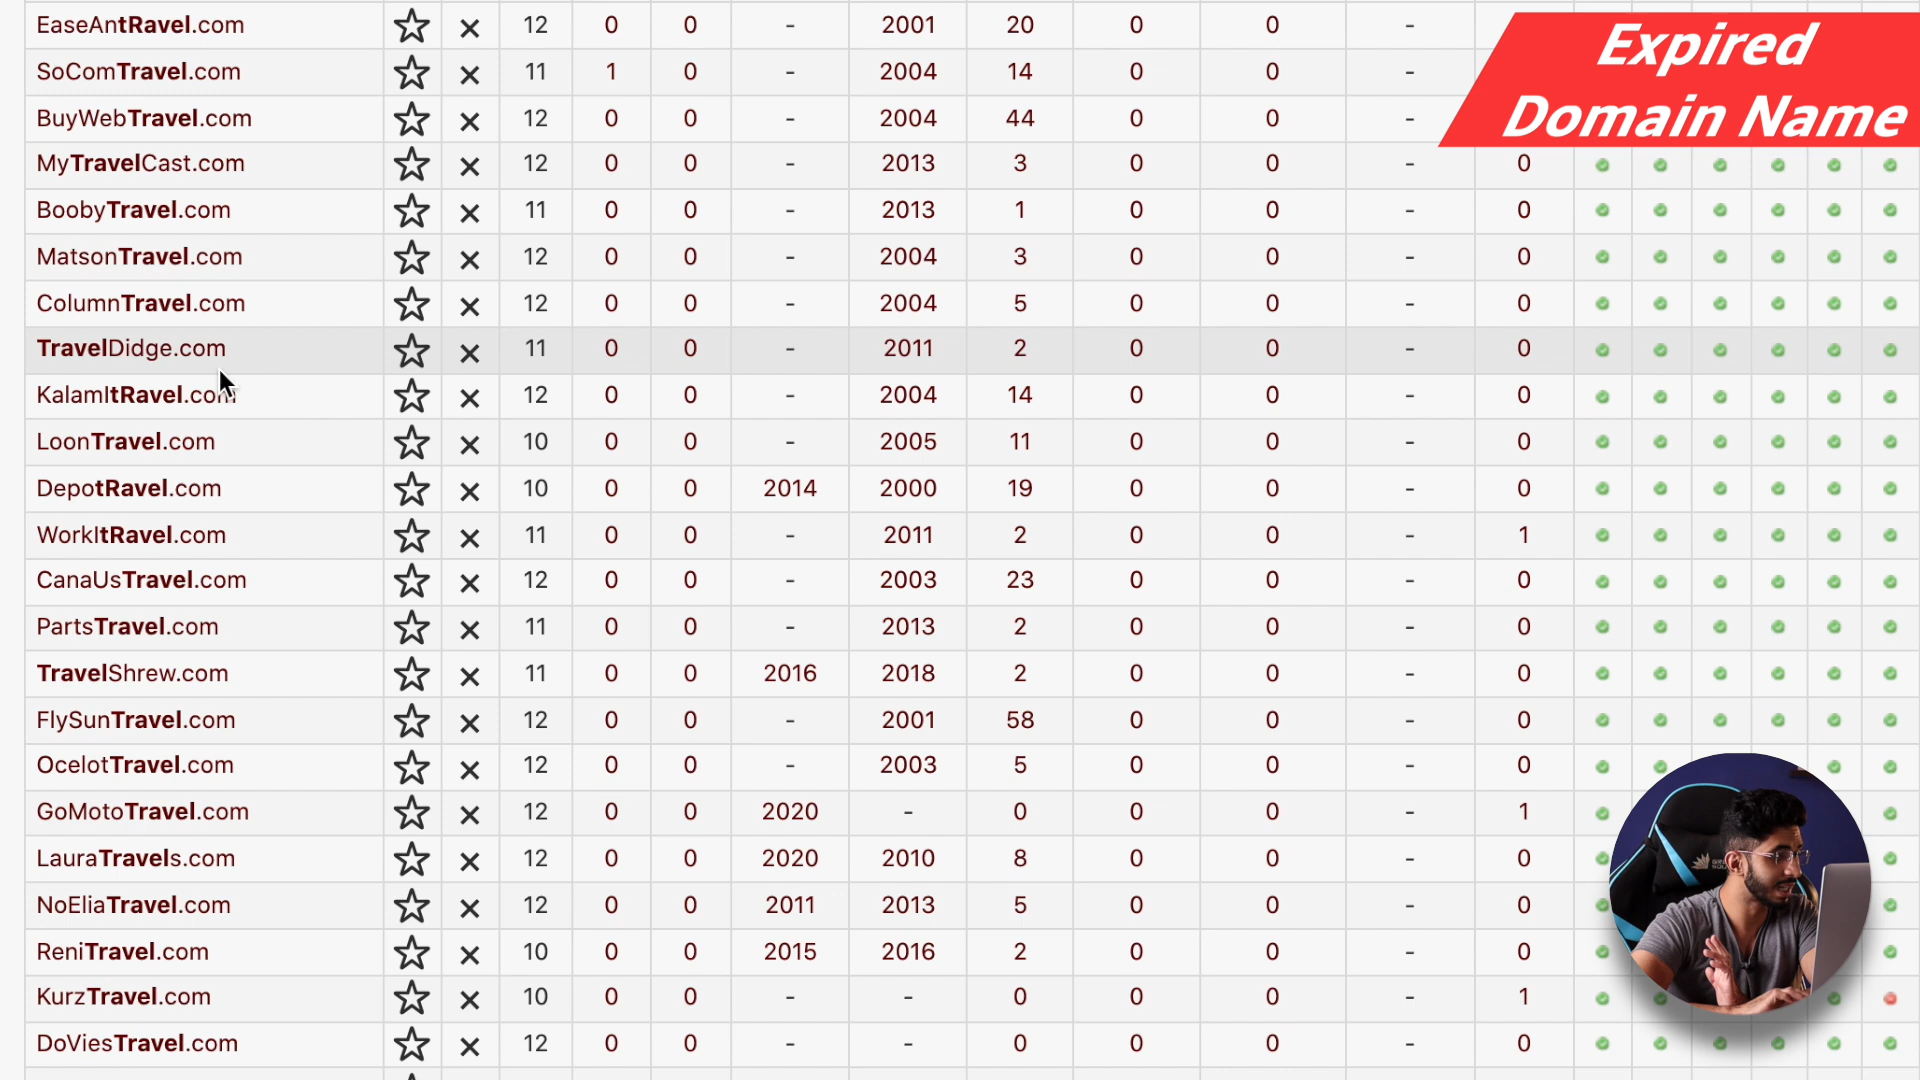 Expired
Domain Name
EaseAntRavel.com 12 0 0 - 2001 20 0 0 -
SoComTravel.com 11 1 0 - 2004 14 0 0 -
BuyWebTravel.com 12 0 0 - 2004 44 0 0 -
MyTravelCast.com 12 0 0 - 2013 3 0 0 - 0
BoobyTravel.com 11 0 0 - 2013 1 0 0 - 0
MatsonTravel.com 12 0 0 - 2004 3 0 0 - 0
ColumnTravel.com 12 0 0 - 2004 5 0 0 - 0
TravelDidge.com 11 0 0 - 2011 2 0 0 - 0
KalamItRavel.com 12 0 0 - 2004 14 0 0 - 0
LoonTravel.com 10 0 0 - 2005 11 0 0 - 0
DepotRavel.com 10 0 0 2014 2000 19 0 0 - 0
WorkItRavel.com 11 0 0 - 2011 2 0 0 - 1
CanaUsTravel.com 12 0 0 - 2003 23 0 0 - 0
PartsTravel.com 11 0 0 - 2013 2 0 0 - 0
TravelShrew.com 11 0 0 2016 2018 2 0 0 - 0
FlySunTravel.com 12 0 0 - 2001 58 0 0 - 0
OcelotTravel.com 12 0 0 - 2003 5 0 0 - 0
GoMotoTravel.com 12 0 0 2020 - 0 0 0 - 1
LauraTravels.com 12 0 0 2020 2010 8 0 0 - 0
NoEliaTravel.com 12 0 0 2011 2013 5 0 0 - 0
ReniTravel.com 10 0 0 2015 2016 2 0 0 - 0
KurzTravel.com 10 0 0 - - 0 0 0 - 1
DoViesTravel.com 12 0 0 - - 0 0 0 - 0